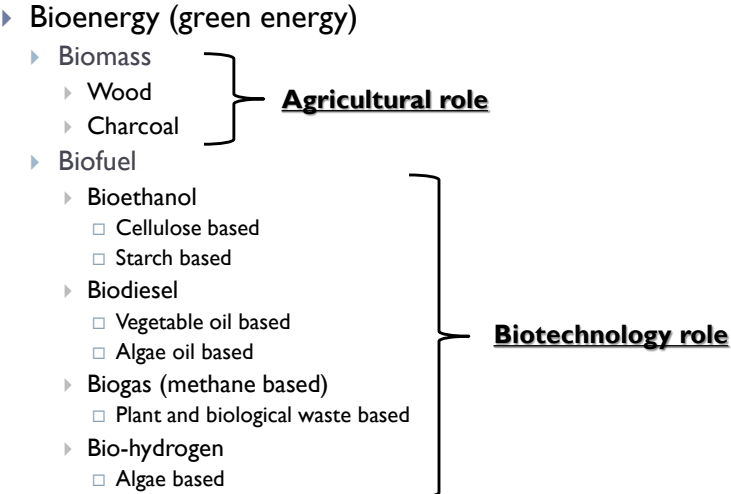 Bioenergy (green energy)
Biomass
Wood
Charcoal
Agricultural role
Biofuel
Bioethanol
Cellulose based
Starch based
Biodiesel
Vegetable oil based
Algae oil based
Biotechnology role
Biogas (methane based)
Plant and biological waste based
Bio-hydrogen
Algae based